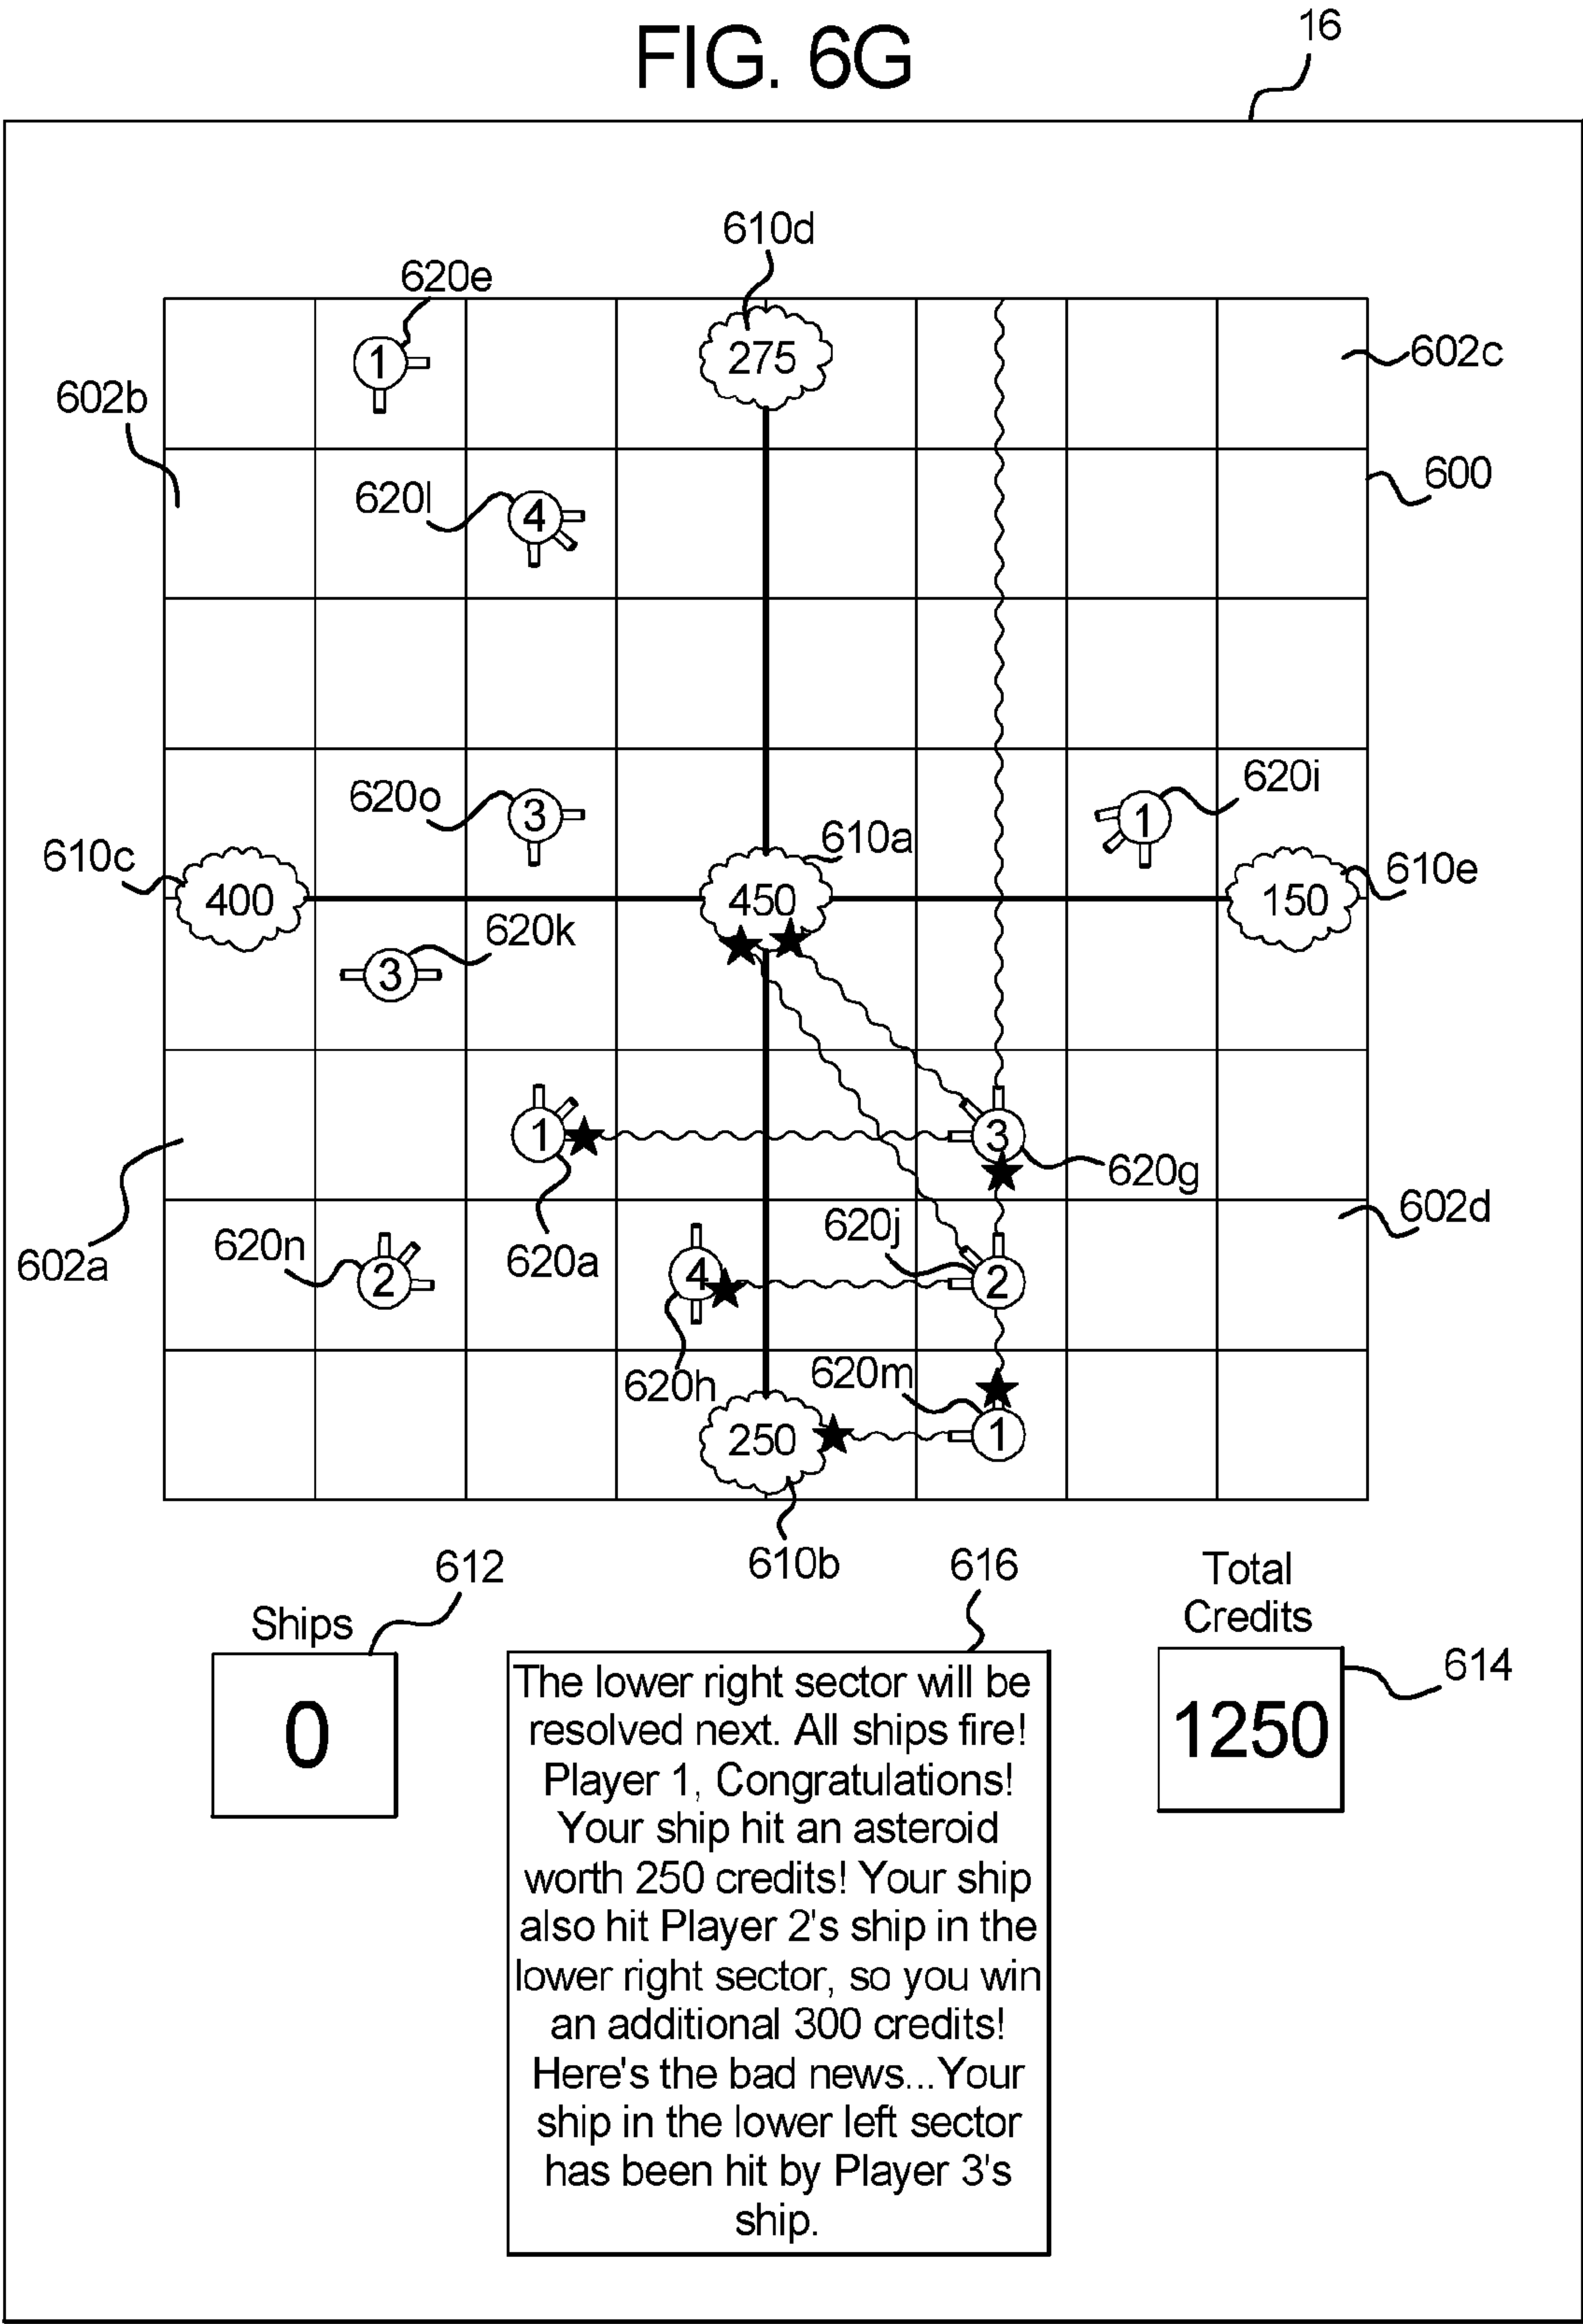 FIG. 6G
16
610d
620e
1
275
602c
602b
600
620l
4
620o
3
620i
1
610a
610c
400
450
150
610e
620k
3
1
3
620g
602d
602a
620n
2
620a
4
620j
2
620h
620m
250
1
610b
612
616
Total
Credits
Ships
614
0
1250
The lower right sector will be
resolved next. All ships fire!
Player 1, Congratulations!
Your ship hit an asteroid
worth 250 credits! Your ship
also hit Player 2's ship in the
lower right sector, so you win
an additional 300 credits!
Here's the bad news...Your
ship in the lower left sector
has been hit by Player 3's
ship.